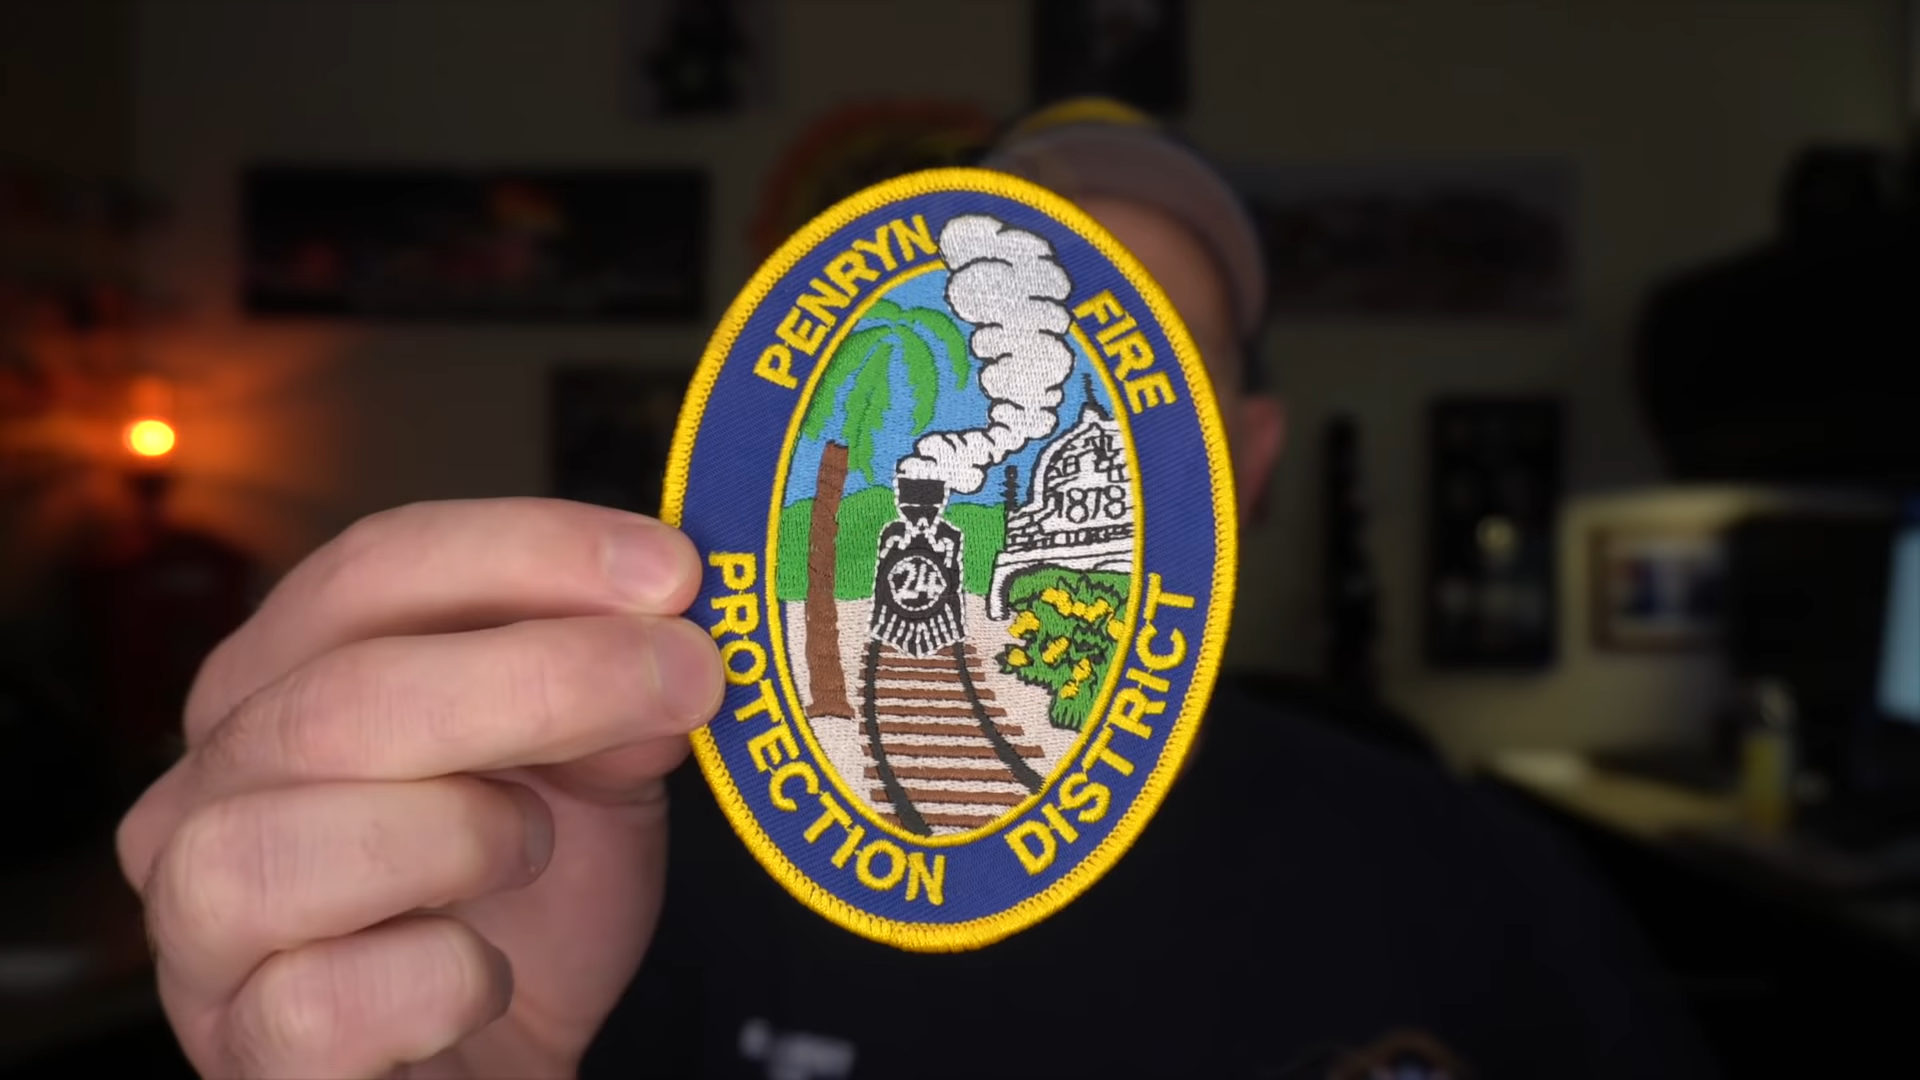 PENRYN FIRE
PROTECTION DISTRICT
1878
24